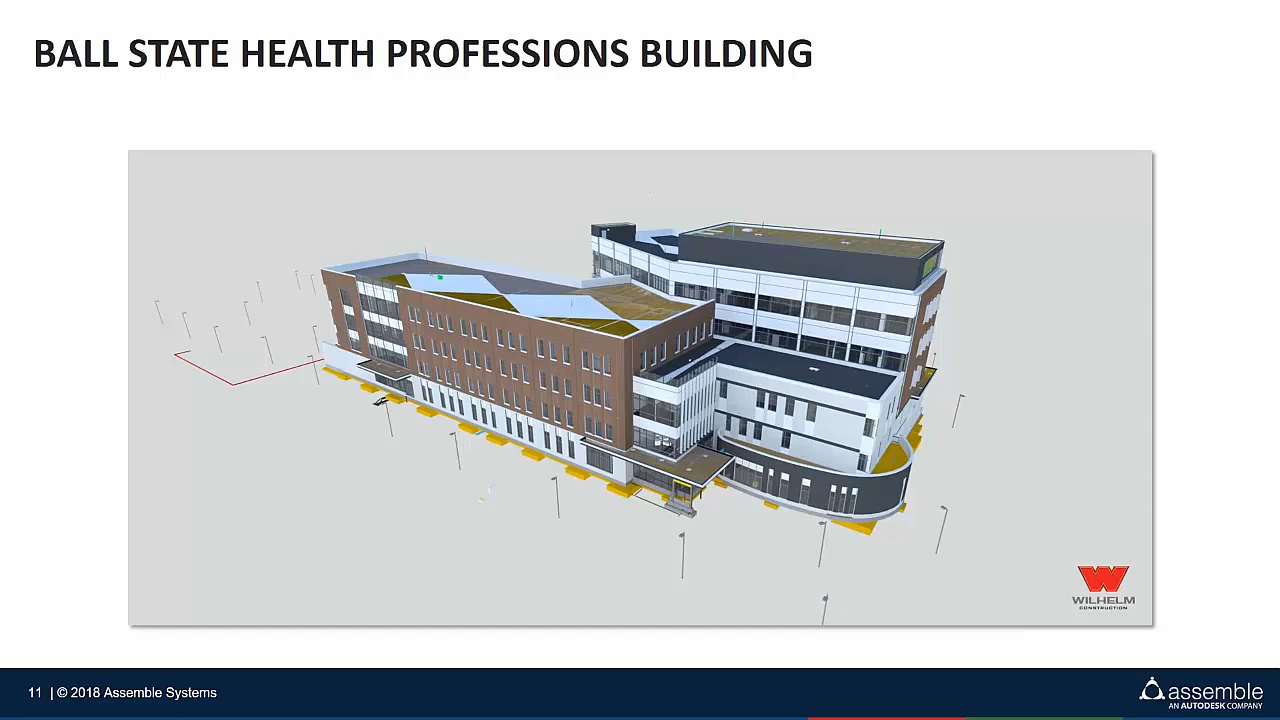 BALL STATE HEALTH PROFESSIONS BUILDING
WILHELM
CONSTRUCTION
11 | © 2018 Assemble Systems
assemble
AN AUTODESK COMPANY